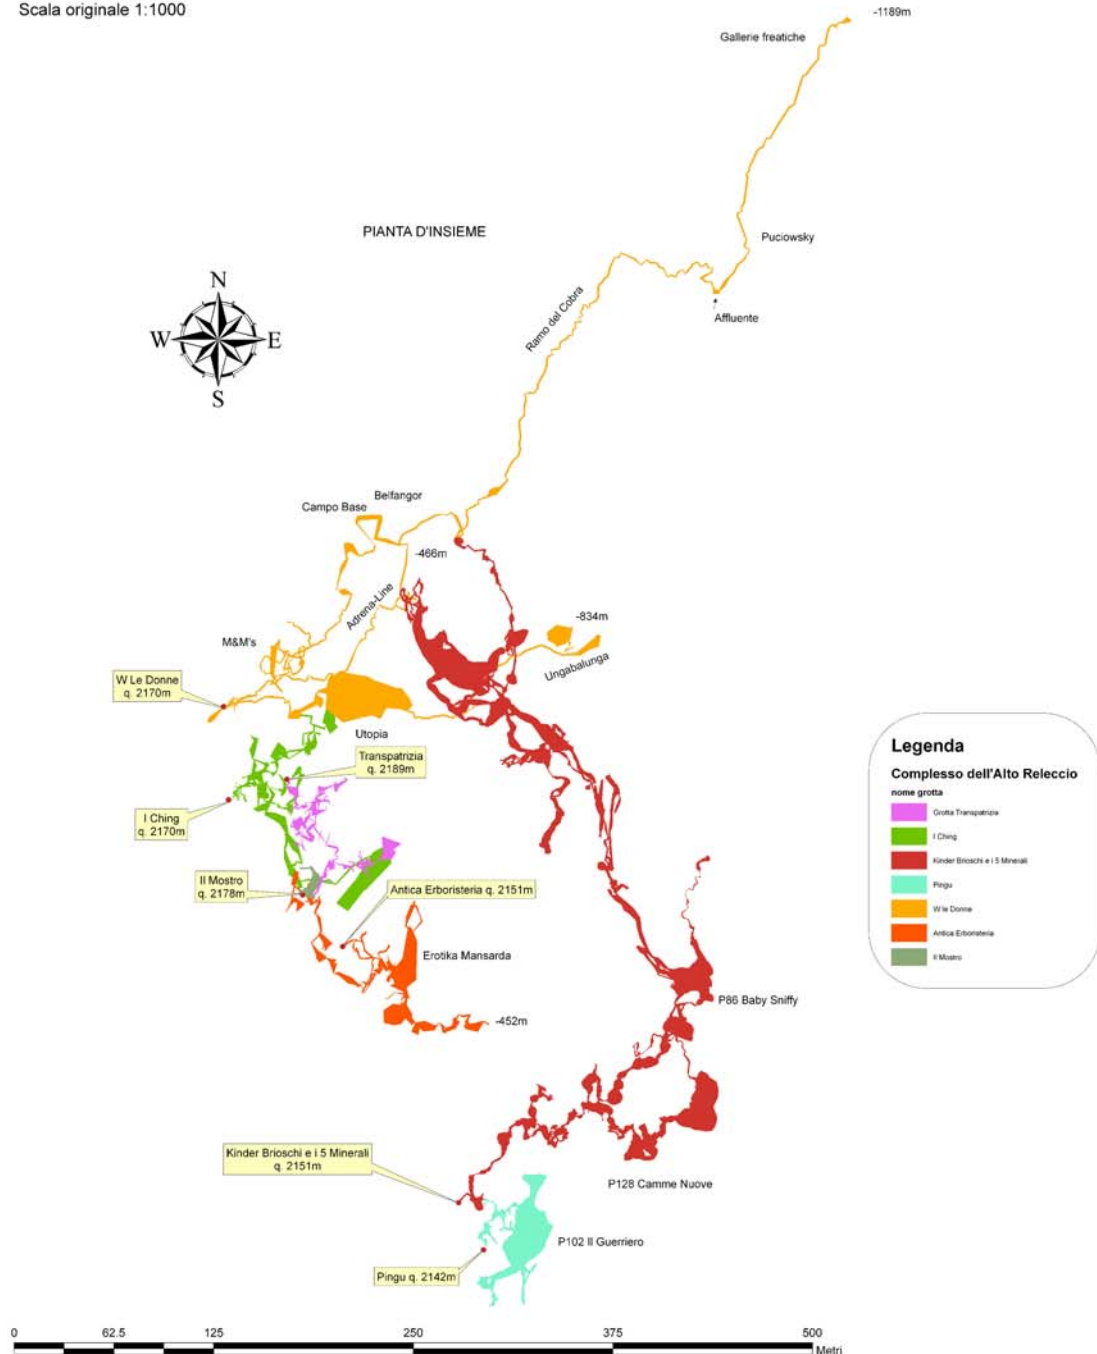 Scala originale 1:1000
-1189m
Gallerie freatiche
PIANTA D'INSIEME
Puciowsky
N
W
E
S
Ramo del Cobra
Affluente
Belfangor
Campo Base
-466m
Adrena-Line
-834m
M&M's
Ungabalunga
W Le Donne
q. 2170m
Utopia
Transpatrizia
q. 2189m
I Ching
q. 2170m
Il Mostro
q. 2178m
Antica Erboristeria q. 2151m
Erotika Mansarda
-452m
P86 Baby Sniffy
Kinder Brioschi e i 5 Minerali
q. 2151m
P128 Camme Nuove
P102 Il Guerriero
Pingu q. 2142m
Legenda
Complesso dell'Alto Releccio
nome grotta
Grotta Transpatrizia
I Ching
Kinder Brioschi e i 5 Minerali
Pingu
W le Donne
Antica Erboristeria
Il Mostro
0 62.5 125 250 375 500
Metri